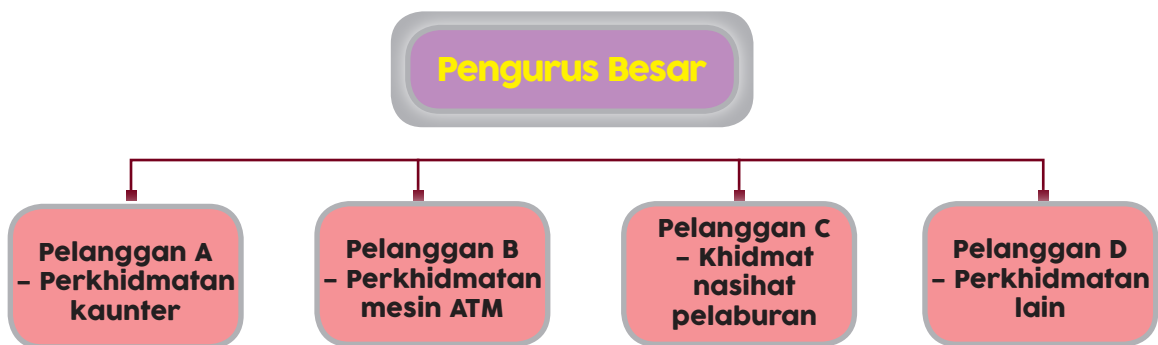 Pengurus Besar
Pelanggan A
– Perkhidmatan
kaunter
Pelanggan B
– Perkhidmatan
mesin ATM
Pelanggan C
– Khidmat
nasihat
pelaburan
Pelanggan D
– Perkhidmatan
lain